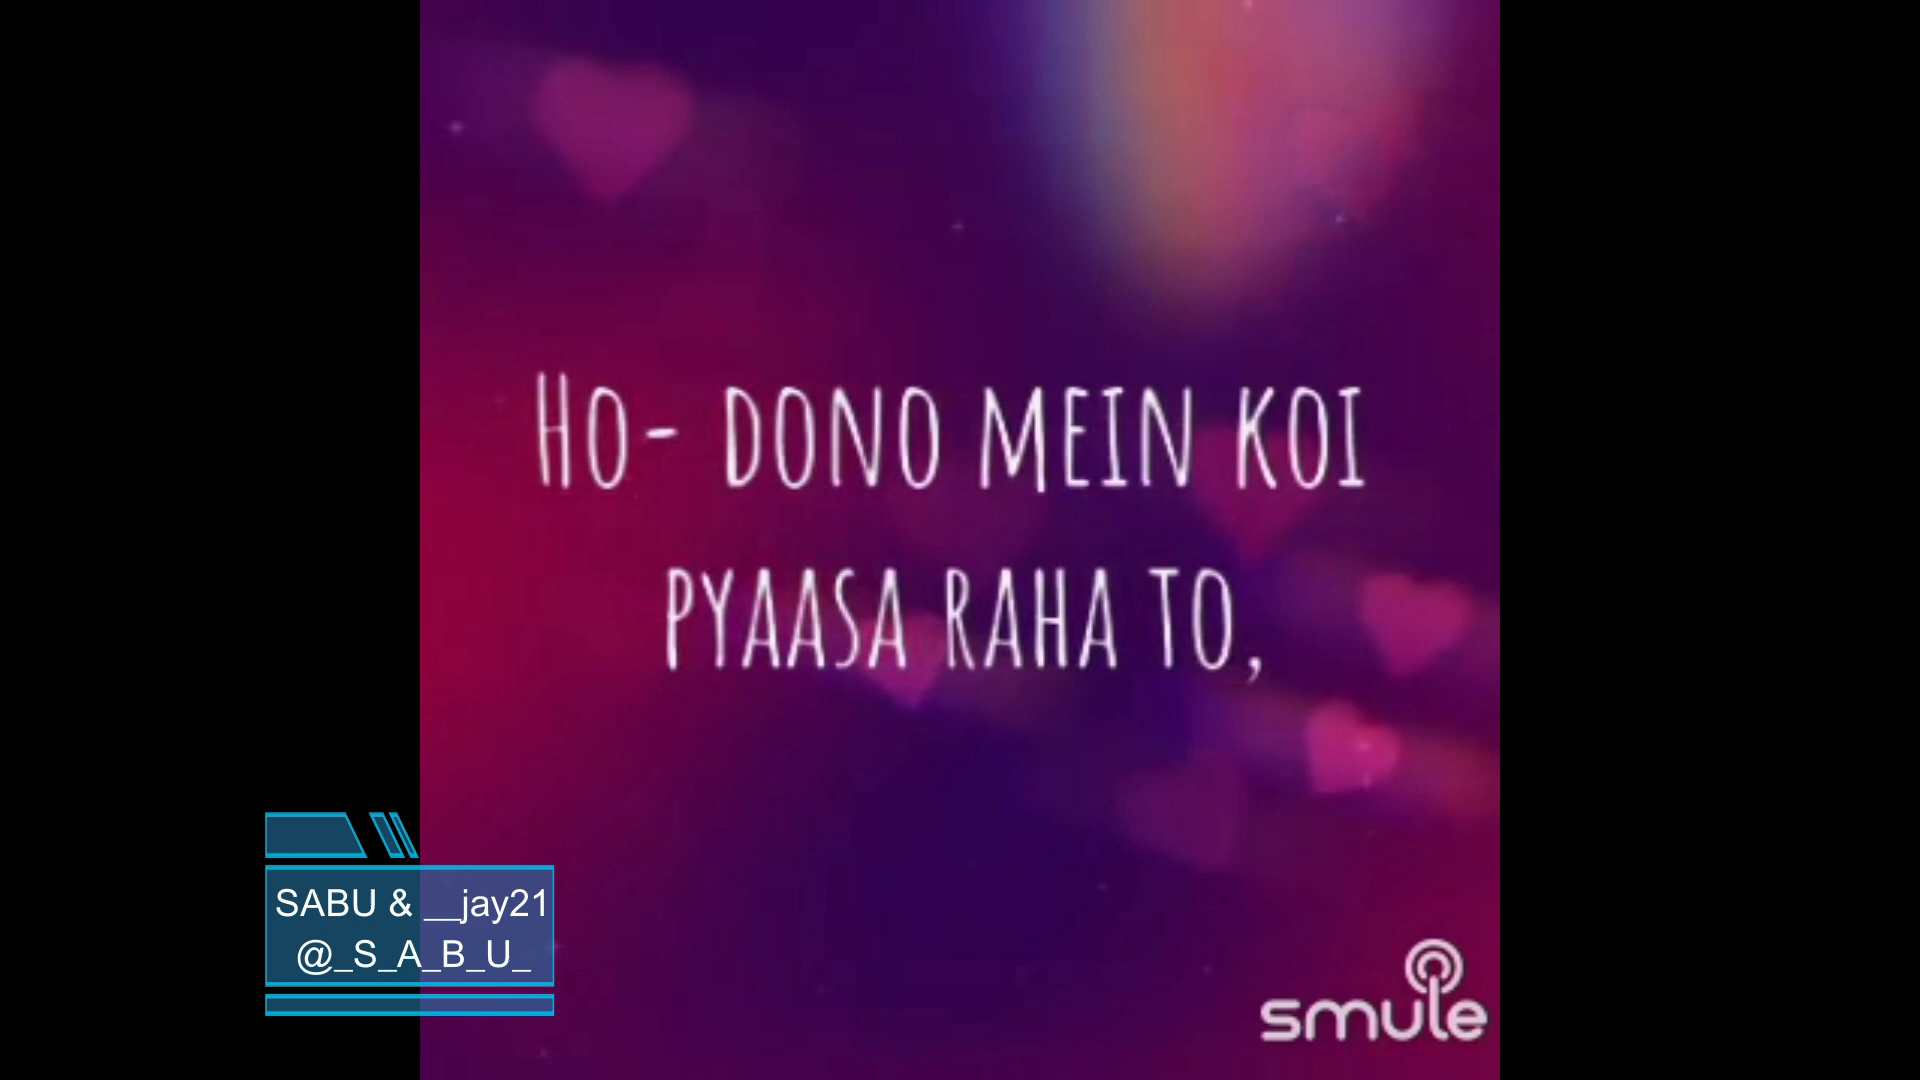 Ho- DONO MEIN KOI
PYAASA RAHA TO,
SABU & __jay21
@_S_A_B_U_
smule